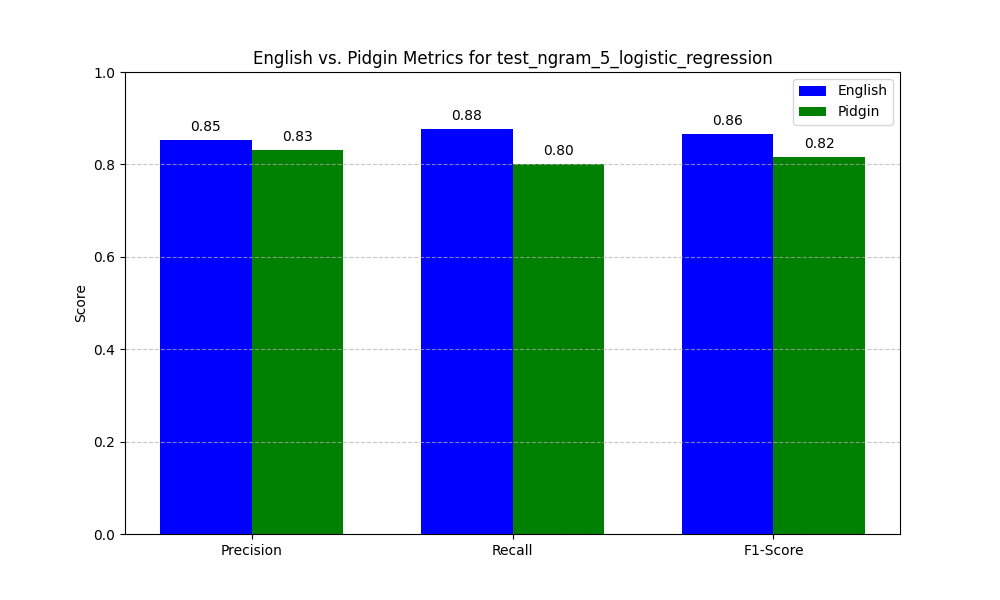 English vs. Pidgin Metrics for test_ngram_5_logistic_regression
1.0
0.8
0.6
0.4
0.2
0.0
Score
English
Pidgin
0.85
0.83
0.88
0.80
0.86
0.82
Precision
Recall
F1-Score